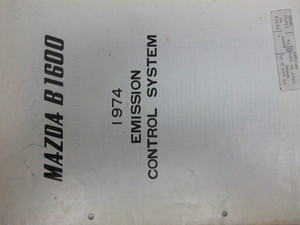 MAZDA B1600
1974
EMISSION
CONTROL SYSTEM